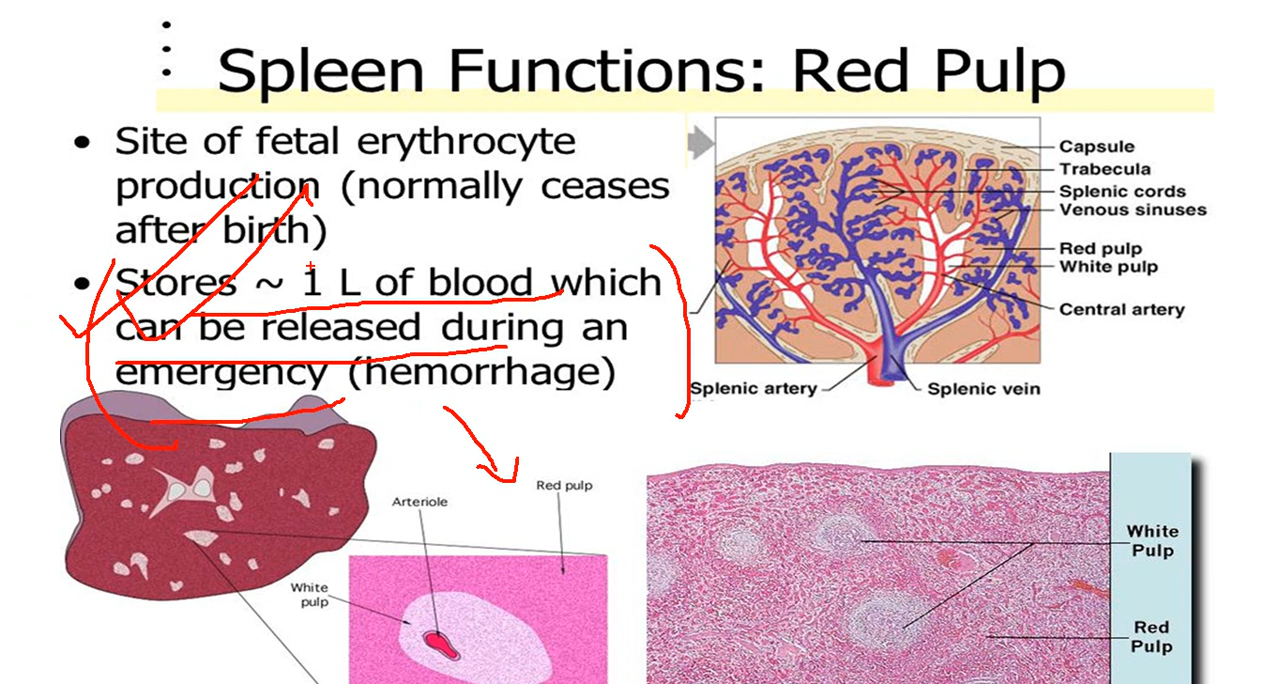 Spleen Functions: Red Pulp
• Site of fetal erythrocyte
production (normally ceases
after birth)
• Stores ~ 1 L of blood which
can be released during an
emergency (hemorrhage)
Capsule
Trabecula
Splenic cords
Venous sinuses
Red pulp
White pulp
Central artery
Splenic artery
Splenic vein
Arteriole
Red pulp
White
pulp
White
Pulp
Red
Pulp